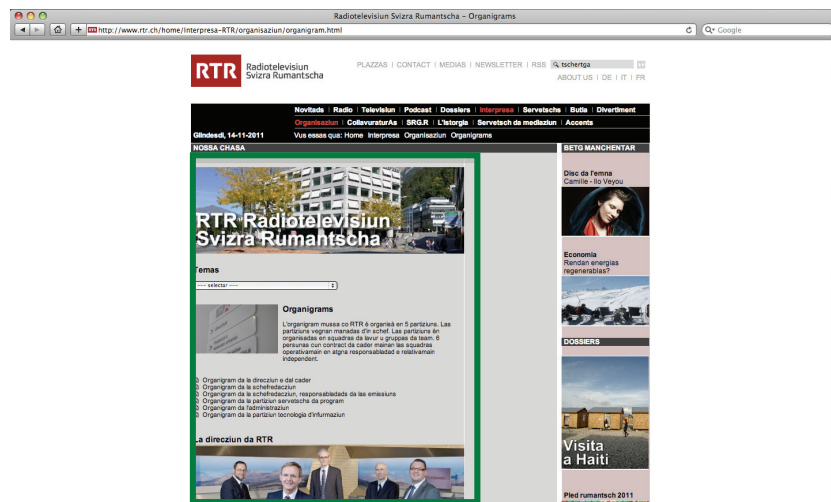 Radiotelevisiun Svizra Rumantscha – Organigrams
http://www.rtr.ch/home/Interpresa-RTR/organisaziun/organigram.html
Google
RTR Radiotelevisiun
Svizra Rumantscha
PLAZZAS | CONTACT | MEDIAS | NEWSLETTER | RSS tschertga
ABOUT US | DE | IT | FR
Novitads | Radio | Televisiun | Podcast | Dossiers | Interpresa | Servetschs | Butia | Divertiment
Organisaziun | CollavuraturAs | SRG.R | L'istorgia | Servetsch da mediaziun | Accents
Glindesdi, 14-11-2011 Vus essas qua: Home Interpresa Organisaziun Organigrams
NOSSA CHASA
RTR Radiotelevisiun
Svizra Rumantscha
Temas
--- selectar ---
Organigrams
L'organigram mussa co RTR è organisà en 5 partiziuns. Las
partiziuns vegnan manadas d'in schef. Las partiziuns èn
organisadas en squadras da lavur u gruppas da team. 6
persunas cun contract da cader mainan las squadras
operativamain en atgna responsabladad e relativamain
independent.
Organigram da la direcziun e dal cader
Organigram da la schefredacziun
Organigram da la schefredacziun, responsabladads da las emissiuns
Organigram da la partiziun servetschs da program
Organigram da l'administraziun
Organigram da la partiziun tecnologia d'infurmaziun
La direcziun da RTR
BETG MANCHENTAR
Disc da l'emna
Camille - Ilo Veyou
Economia
Rendan energias
regenerablas?
DOSSIERS
Visita
a Haiti
Pled rumantsch 2011